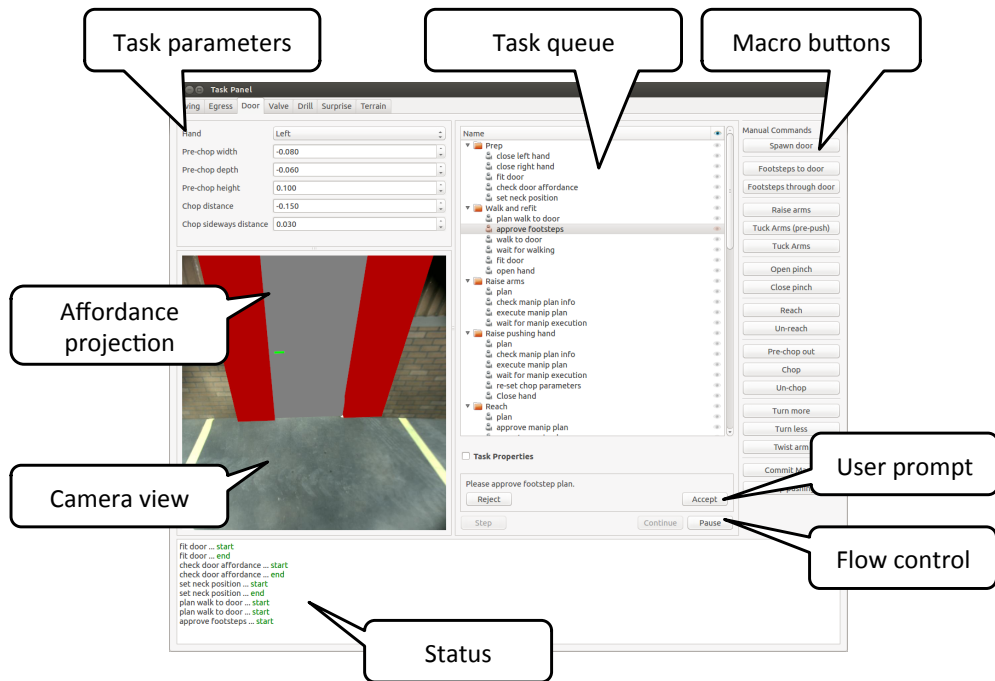 Task parameters
Task queue
Macro buttons
Task Panel
Egress Door Valve Drill Surprise Terrain
Hand Left
Pre-chop width -0.080
Pre-chop depth -0.060
Pre-chop height 0.100
Chop distance -0.150
Chop sideways distance 0.030
Affordance
projection
Camera view
Name
Prep
close left hand
close right hand
fit door
check door affordance
set neck position
Walk and refit
plan walk to door
approve footsteps
walk to door
wait for walking
fit door
open hand
Raise arms
plan
check manip plan info
execute manip plan
wait for manip execution
Raise pushing hand
plan
check manip plan info
execute manip plan
wait for manip execution
re-set chop parameters
Close hand
Reach
plan
approve manip plan
Task Properties
Please approve footstep plan.
Reject Accept
Step Continue Pause
Manual Commands
Spawn door
Footsteps to door
Footsteps through door
Raise arms
Tuck Arms (pre-push)
Tuck Arms
Open pinch
Close pinch
Reach
Un-reach
Pre-chop out
Chop
Un-chop
Turn more
Turn less
Twist arm
Commit
User prompt
Flow control
fit door ... start
fit door ... end
check door affordance ... start
check door affordance ... end
set neck position ... start
set neck position ... end
plan walk to door ... start
plan walk to door ... start
approve footsteps ... start
Status